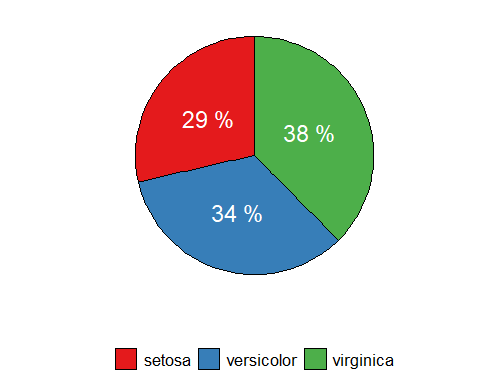 29 %
38 %
34 %
setosa versicolor virginica